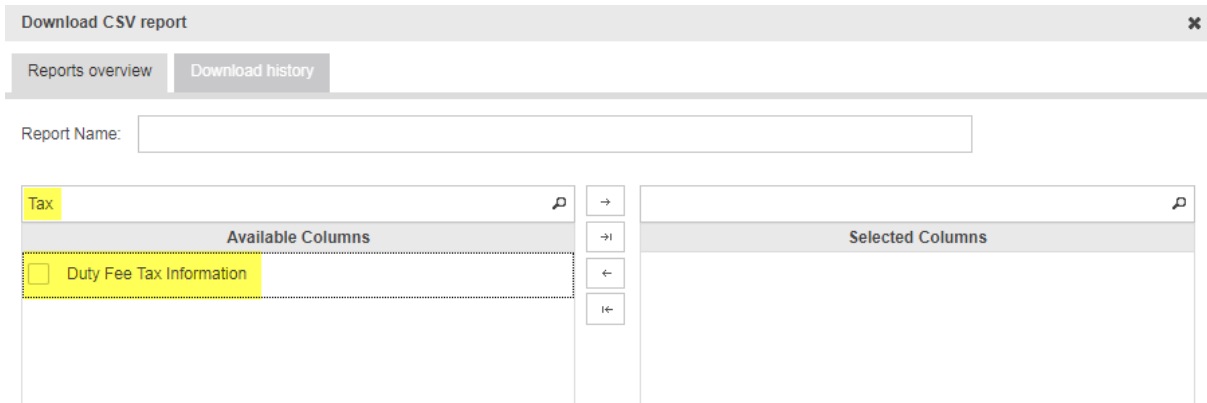 Download CSV report
Reports overview Download history
Report Name:
Tax
Available Columns Selected Columns
Duty Fee Tax Information